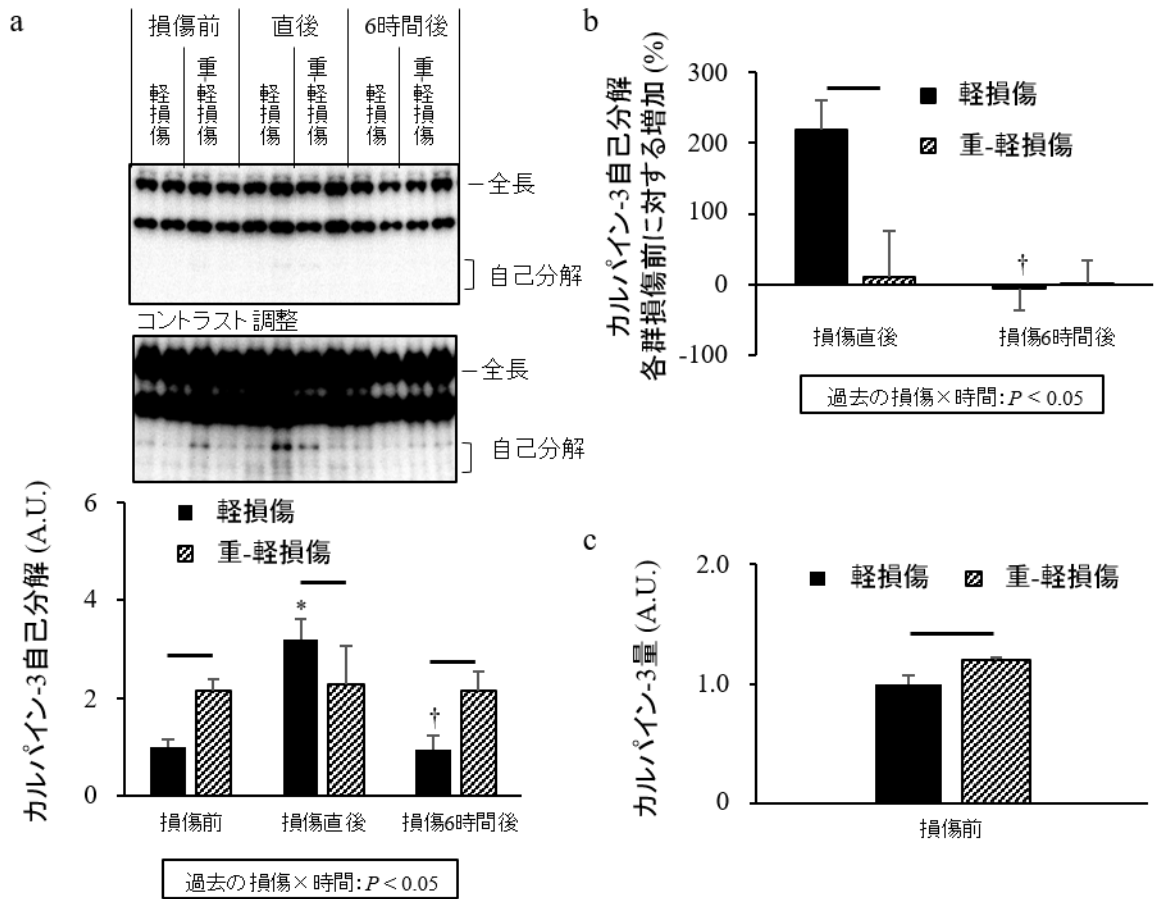 a
損傷前 直後 6時間後
軽損傷 重-軽損傷 軽損傷 重-軽損傷 軽損傷 重-軽損傷
全長
自己分解
コントラスト調整
全長
自己分解
カルパイン-3自己分解 (A.U.)
6
4
2
0
軽損傷
重-軽損傷
*
†
損傷前 損傷直後 損傷6時間後
過去の損傷×時間: P < 0.05
b
カルパイン-3自己分解
各群損傷前に対する増加 (%)
300
200
100
0
-100
軽損傷
重-軽損傷
†
損傷直後 損傷6時間後
過去の損傷×時間: P < 0.05
c
カルパイン-3量 (A.U.)
2.0
1.0
0
軽損傷 重-軽損傷
損傷前